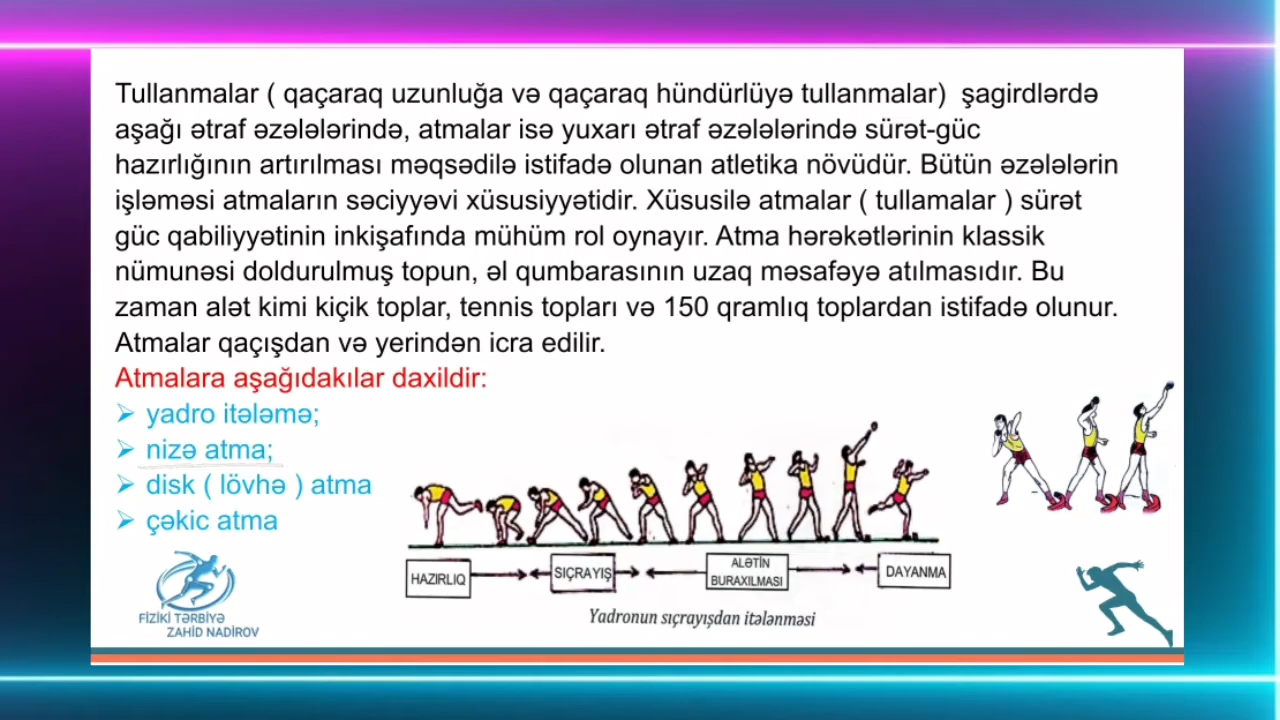 Tullanmalar ( qaçaraq uzunluğa və qaçaraq hündürlüyə tullanmalar) şagirdlərdə
aşağı ətraf əzələlərində, atmalar isə yuxarı ətraf əzələlərində sürət-güc
hazırlığının artırılması məqsədilə istifadə olunan atletika növüdür. Bütün əzələlərin
işləməsi atmaların səciyyəvi xüsusiyyətidir. Xüsusilə atmalar ( tullamalar ) sürət
güc qabiliyyətinin inkişafında mühüm rol oynayır. Atma hərəkətlərinin klassik
nümunəsi doldurulmuş topun, əl qumbarasının uzaq məsafəyə atılmasıdır. Bu
zaman alət kimi kiçik toplar, tennis topları və 150 qramlıq toplardan istifadə olunur.
Atmalar qaçışdan və yerindən icra edilir.
Atmalara aşağıdakılar daxildir:
➢ yadro itələmə;
➢ nizə atma;
➢ disk ( lövhə ) atma
➢ çəkic atma
HAZIRLIQ
SIÇRAYIŞ
ALƏTİN
BURAXILMASI
DAYANMA
Yadronun sıçrayışdan itələnməsi
FİZİKİ TƏRBİYƏ
ZAHİD NADİROV